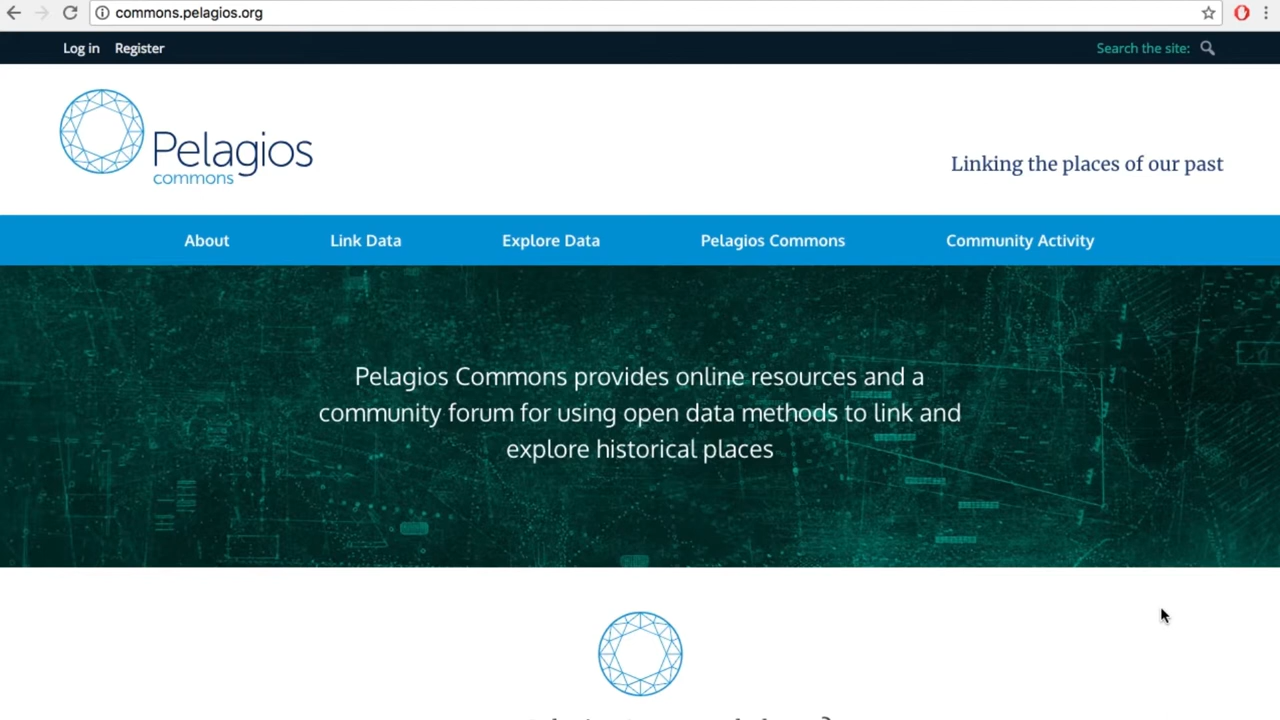 commons.pelagios.org
Log in Register Search the site:
Pelagios
commons
Linking the places of our past
About Link Data Explore Data Pelagios Commons Community Activity
Pelagios Commons provides online resources and a
community forum for using open data methods to link and
explore historical places